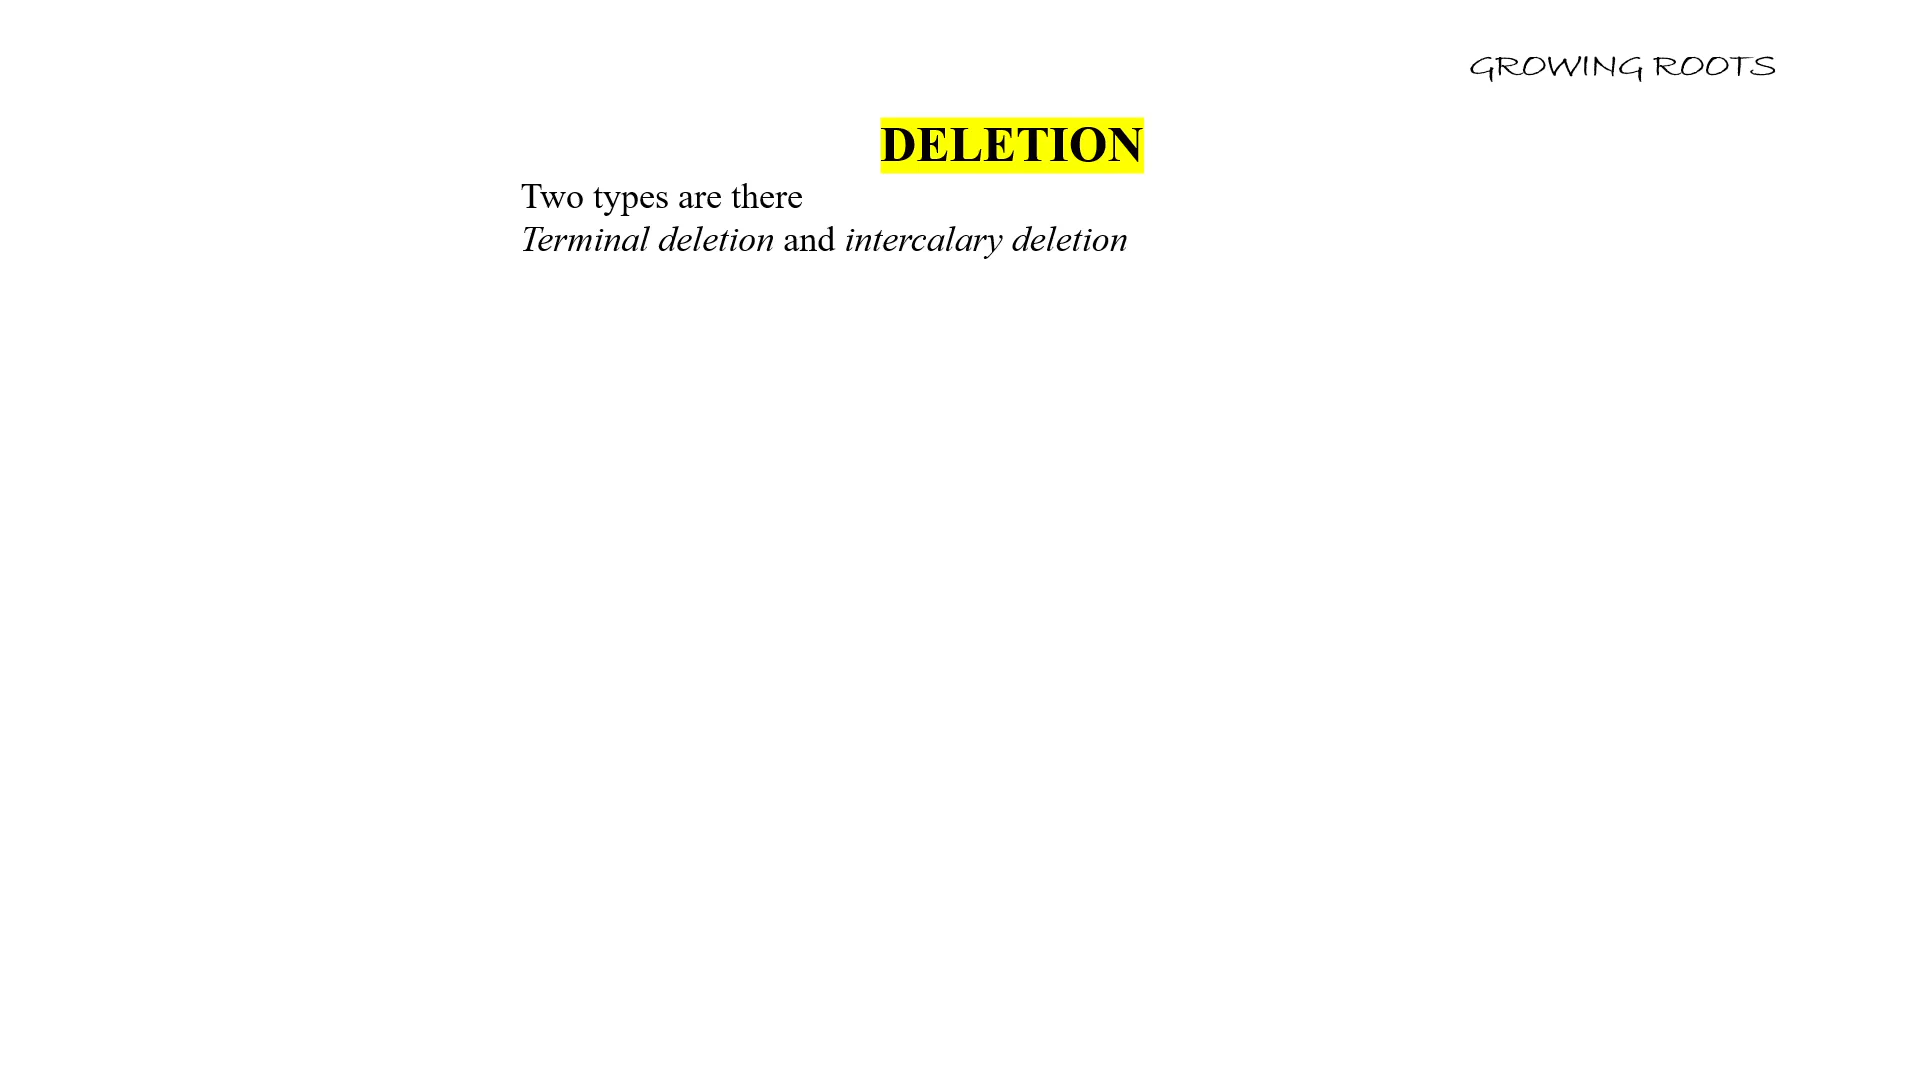 GROWING ROOTS
DELETION
Two types are there
Terminal deletion and intercalary deletion